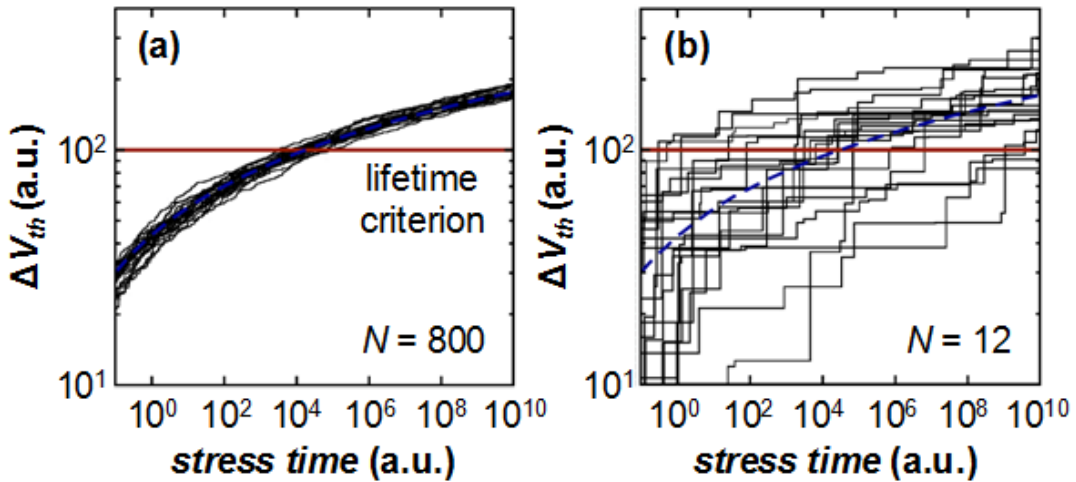 (a)
ΔVth (a.u.)
10²
10¹
lifetime
criterion
N = 800
10⁰ 10² 10⁴ 10⁶ 10⁸ 10¹⁰
stress time (a.u.)
(b)
ΔVth (a.u.)
10²
10¹
N = 12
10⁰ 10² 10⁴ 10⁶ 10⁸ 10¹⁰
stress time (a.u.)